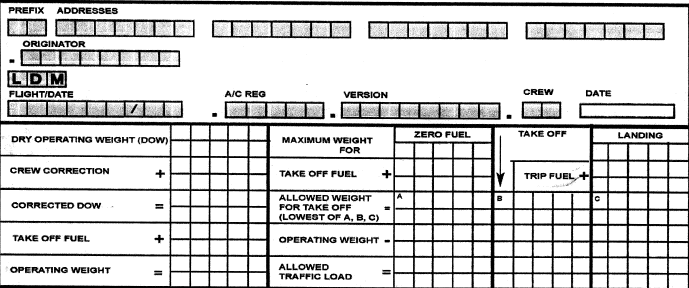 PREFIX ADDRESSES
. ORIGINATOR
LDM
FLIGHT/DATE A/C REG VERSION CREW DATE
/ . . .
ZERO FUEL TAKE OFF LANDING
DRY OPERATING WEIGHT (DOW) MAXIMUM WEIGHT FOR
CREW CORRECTION + TAKE OFF FUEL + TRIP FUEL +
CORRECTED DOW = ALLOWED WEIGHT FOR TAKE OFF (LOWEST OF A, B, C) = A B C
TAKE OFF FUEL + OPERATING WEIGHT -
OPERATING WEIGHT = ALLOWED TRAFFIC LOAD =